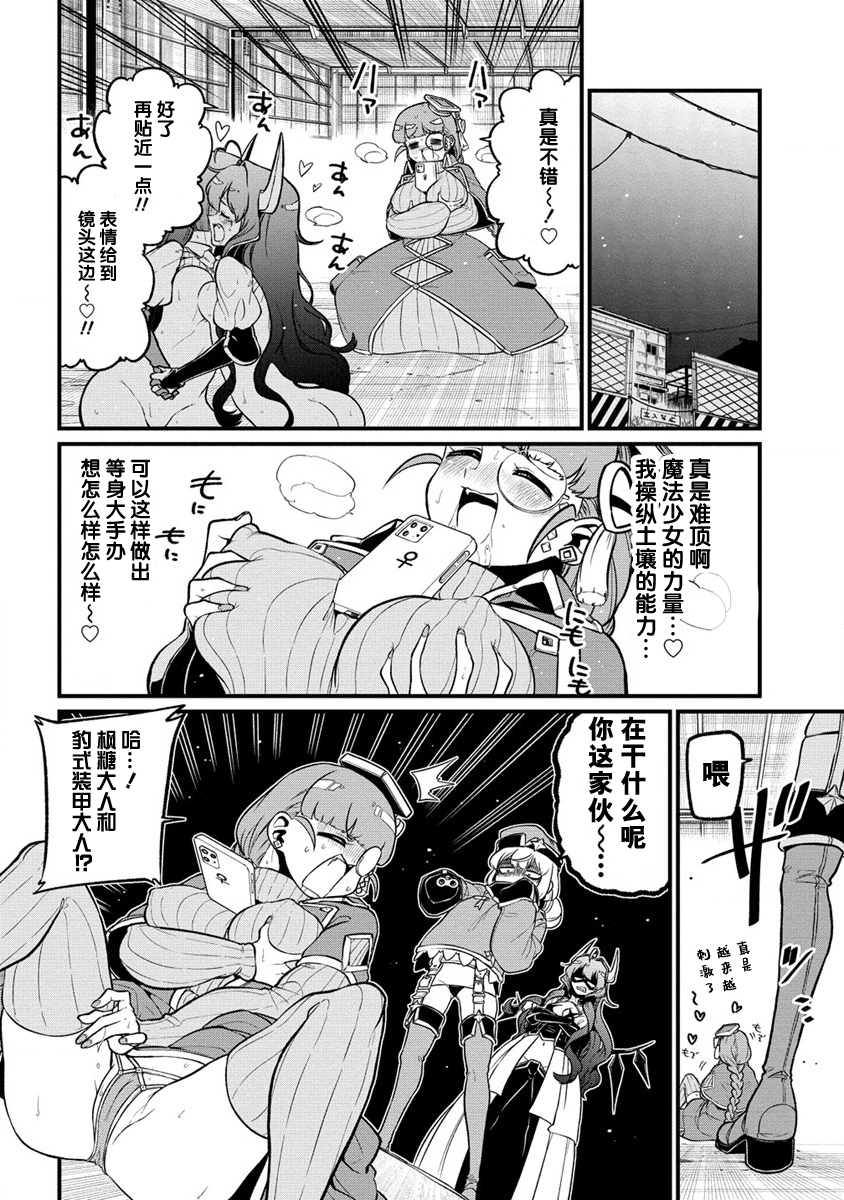 真是不错～！♡
ハァ
ハァ
好了
再贴近一点!!
表情给到
镜头这边
～♡!!
あんあん
あんあん
真是难顶啊
魔法少女的力量…♡
我操纵土壤的能力…
可以这样做出
等身大手办
想怎么样怎么样
～♡
もにもに
にもにも
喂
真是
越来越
刺激了
♡♡
在干什么呢
你这家伙
～…
哈…！
枫糖大人和
豹式装甲大人!?